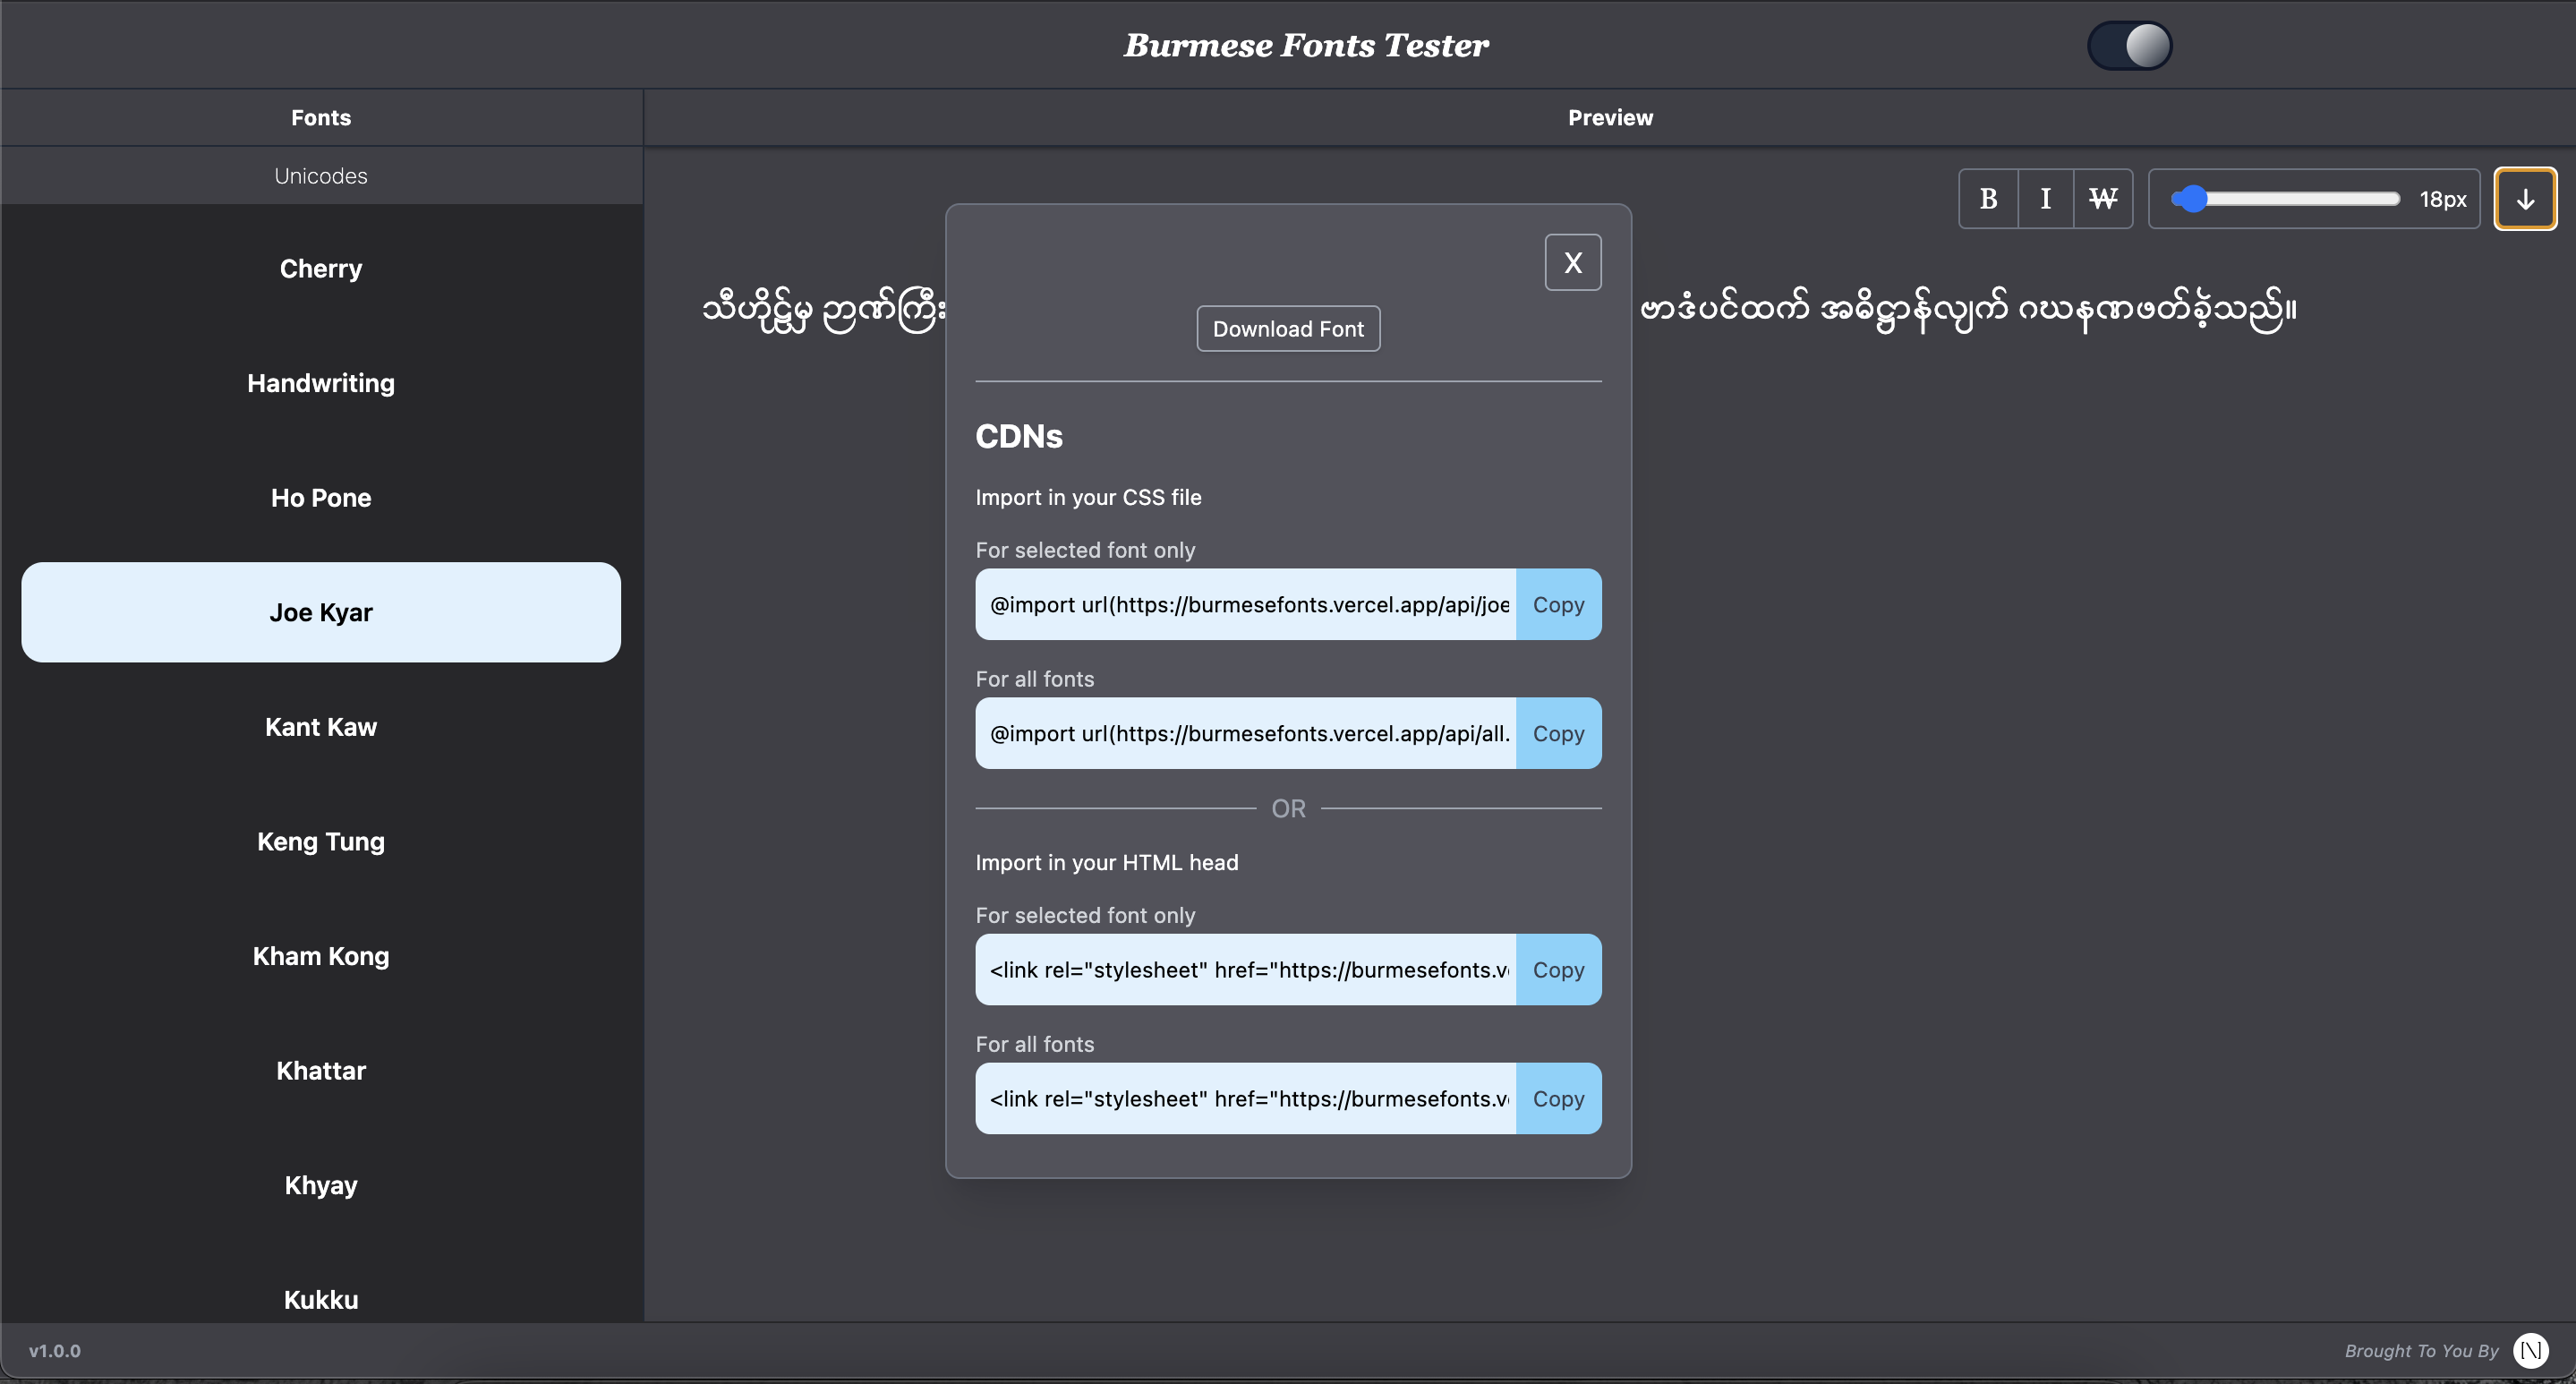 Burmese Fonts Tester
Fonts
Preview
Unicodes
B I W 18px
Cherry
Handwriting
Ho Pone
Joe Kyar
Kant Kaw
Keng Tung
Kham Kong
Khattar
Khyay
Kukku
သီဟိုဠ်မှ ဉာဏ်ကြီး
ဗာဒံပင်ထက် အဓိဋ္ဌာန်လျက် ဂဃနဏဖတ်ခဲ့သည်။
X
Download Font
CDNs
Import in your CSS file
For selected font only
@import url(https://burmesefonts.vercel.app/api/joe Copy
For all fonts
@import url(https://burmesefonts.vercel.app/api/all. Copy
OR
Import in your HTML head
For selected font only
<link rel="stylesheet" href="https://burmesefonts.v Copy
For all fonts
<link rel="stylesheet" href="https://burmesefonts.v Copy
v1.0.0
Brought To You By [\]